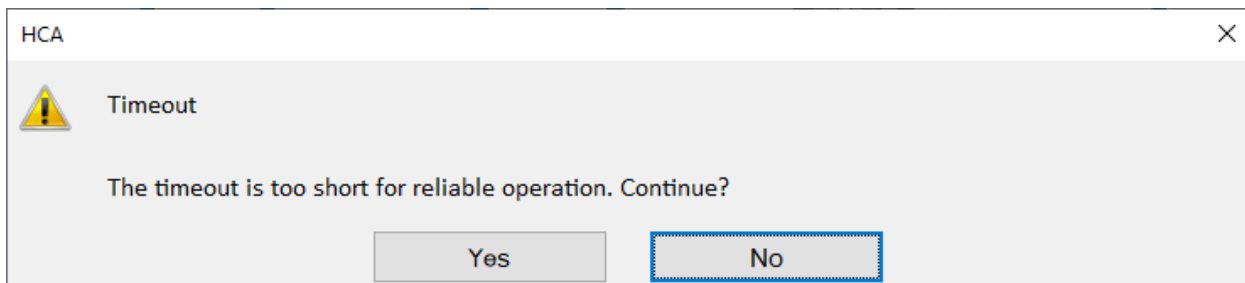 HCA
Timeout
The timeout is too short for reliable operation. Continue?
Yes
No